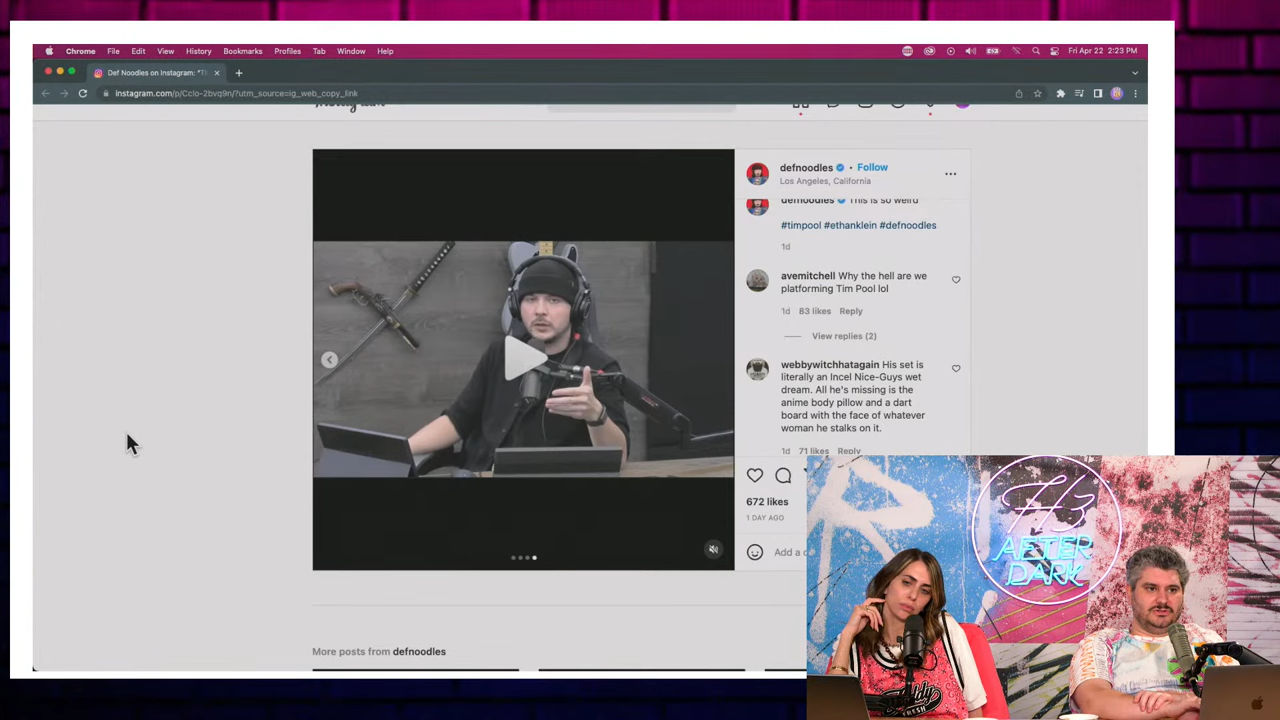 Chrome File Edit View History Bookmarks Profiles Tab Window Help
Fri Apr 22 2:23 PM
Def Noodles on Instagram: "Ti
instagram.com/p/Cclo-2bvq9n/?utm_source=ig_web_copy_link
Instagram
defnoodles • Follow
Los Angeles, California
defnoodles This is so weird
#timpool #ethanklein #defnoodles
1d
avemitchell Why the hell are we
platforming Tim Pool lol
1d 83 likes Reply
View replies (2)
webbywitchhatagain His set is
literally an Incel Nice-Guys wet
dream. All he's missing is the
anime body pillow and a dart
board with the face of whatever
woman he stalks on it.
1d 71 likes Reply
672 likes
1 DAY AGO
Add a c
More posts from defnoodles
H3
AFTER
DARK
FRESH